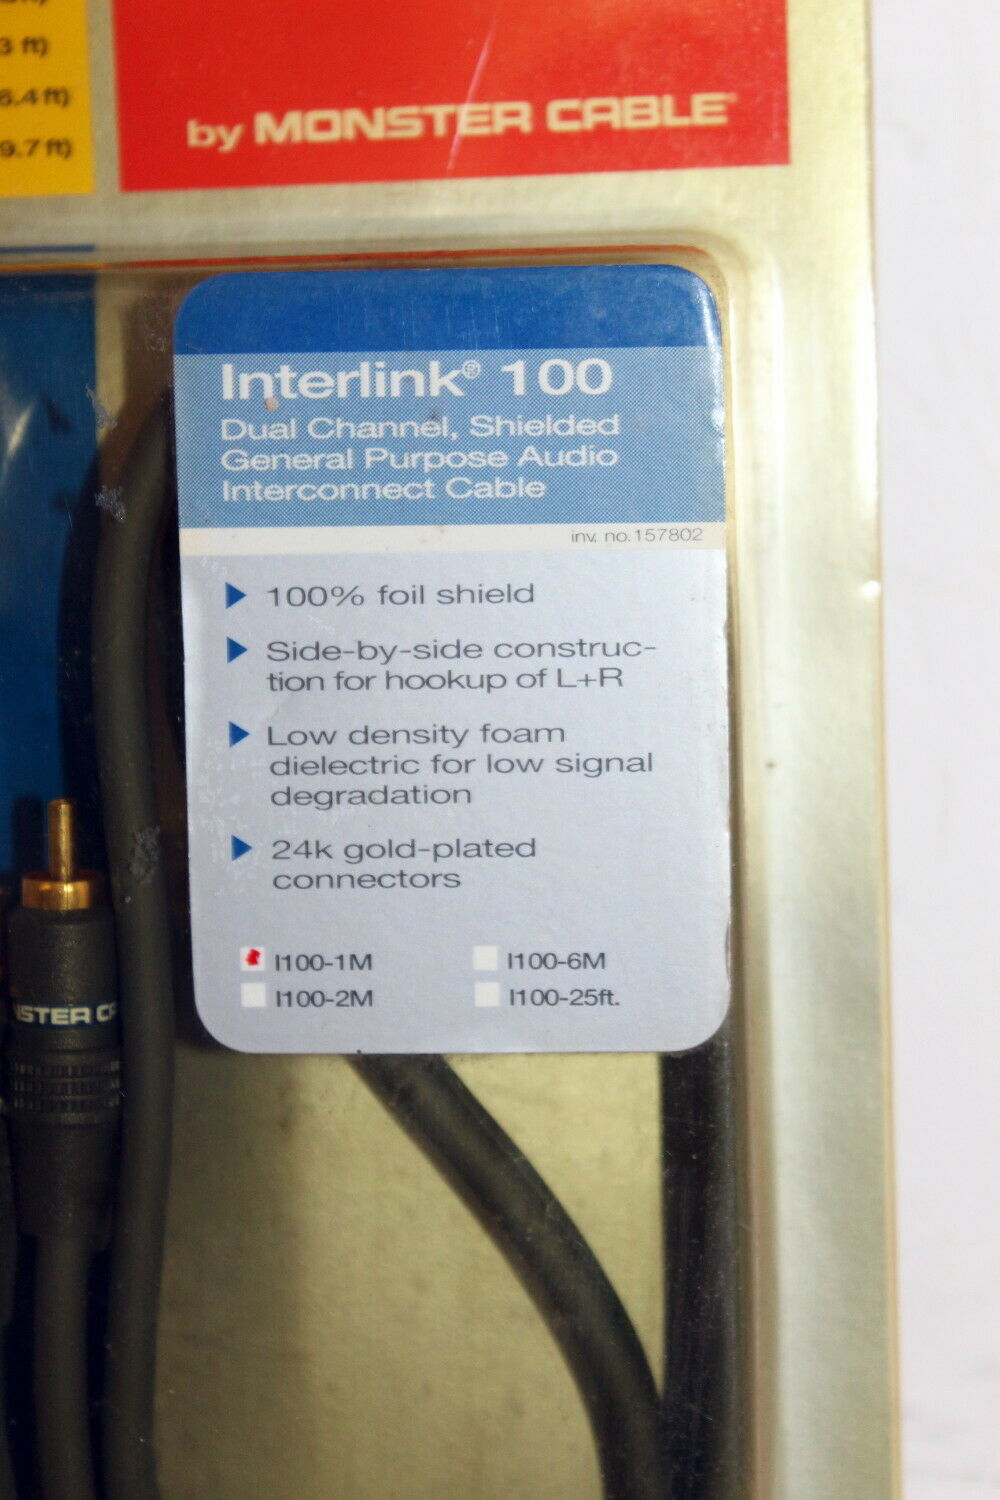 3 ft)
6.4 ft)
9.7 ft)
by MONSTER CABLE
Interlink® 100
Dual Channel, Shielded
General Purpose Audio
Interconnect Cable
inv. no. 157802
100% foil shield
Side-by-side construc-
tion for hookup of L+R
Low density foam
dielectric for low signal
degradation
24k gold-plated
connectors
I100-1M
I100-6M
I100-2M
I100-25ft.
NSTER C